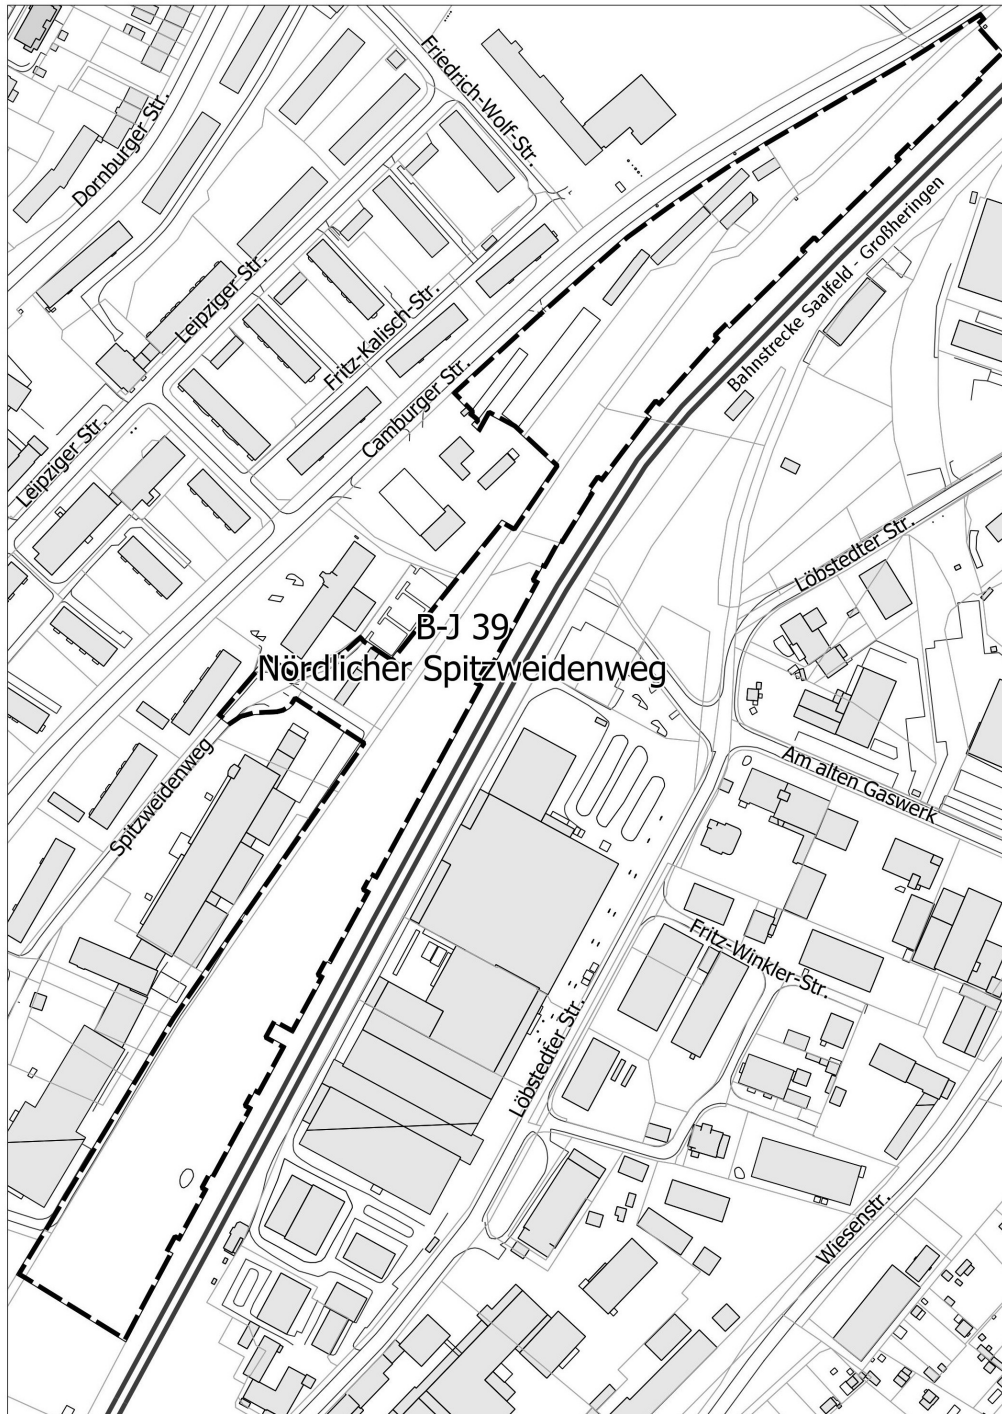 Friedrich-Wolf-Str.
Dornburger Str.
Leipziger Str.
Fritz-Kalisch-Str.
Bahnstrecke Saalfeld - Großheringen
Camburger Str.
Leipziger Str.
Löbstedter Str.
B-J 39
Nördlicher Spitzweidenweg
Spitzweidenweg
Am alten Gaswerk
Fritz-Winkler-Str.
Löbstedter Str.
Wiesenstr.